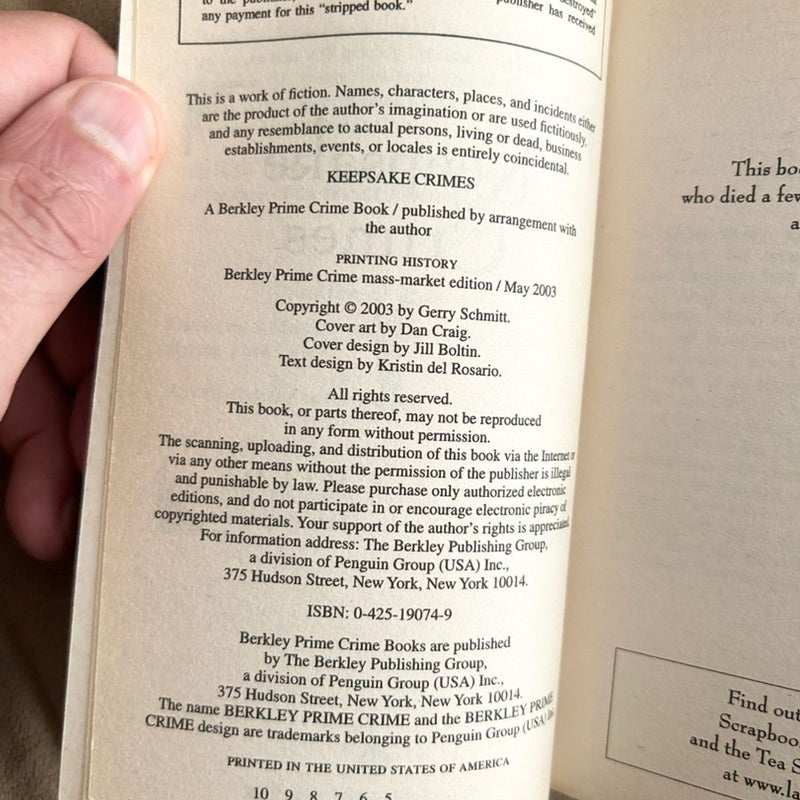 to the publisher
destroyed"
publisher has received
any payment for this "stripped book."
This is a work of fiction. Names, characters, places, and incidents either
are the product of the author's imagination or are used fictitiously,
and any resemblance to actual persons, living or dead, business
establishments, events, or locales is entirely coincidental.
KEEPSAKE CRIMES
A Berkley Prime Crime Book / published by arrangement with
the author
PRINTING HISTORY
Berkley Prime Crime mass-market edition / May 2003
Copyright © 2003 by Gerry Schmitt.
Cover art by Dan Craig.
Cover design by Jill Boltin.
Text design by Kristin del Rosario.
All rights reserved.
This book, or parts thereof, may not be reproduced
in any form without permission.
The scanning, uploading, and distribution of this book via the Internet or
via any other means without the permission of the publisher is illegal
and punishable by law. Please purchase only authorized electronic
editions, and do not participate in or encourage electronic piracy of
copyrighted materials. Your support of the author's rights is appreciated.
For information address: The Berkley Publishing Group,
a division of Penguin Group (USA) Inc.,
375 Hudson Street, New York, New York 10014.
ISBN: 0-425-19074-9
Berkley Prime Crime Books are published
by The Berkley Publishing Group,
a division of Penguin Group (USA) Inc.,
375 Hudson Street, New York, New York 10014.
The name BERKLEY PRIME CRIME and the BERKLEY PRIME
CRIME design are trademarks belonging to Penguin Group (USA) Inc.
PRINTED IN THE UNITED STATES OF AMERICA
10 9 8 7 6 5
This bo
who died a few
a
Find out
Scrapboo
and the Tea S
at www.la